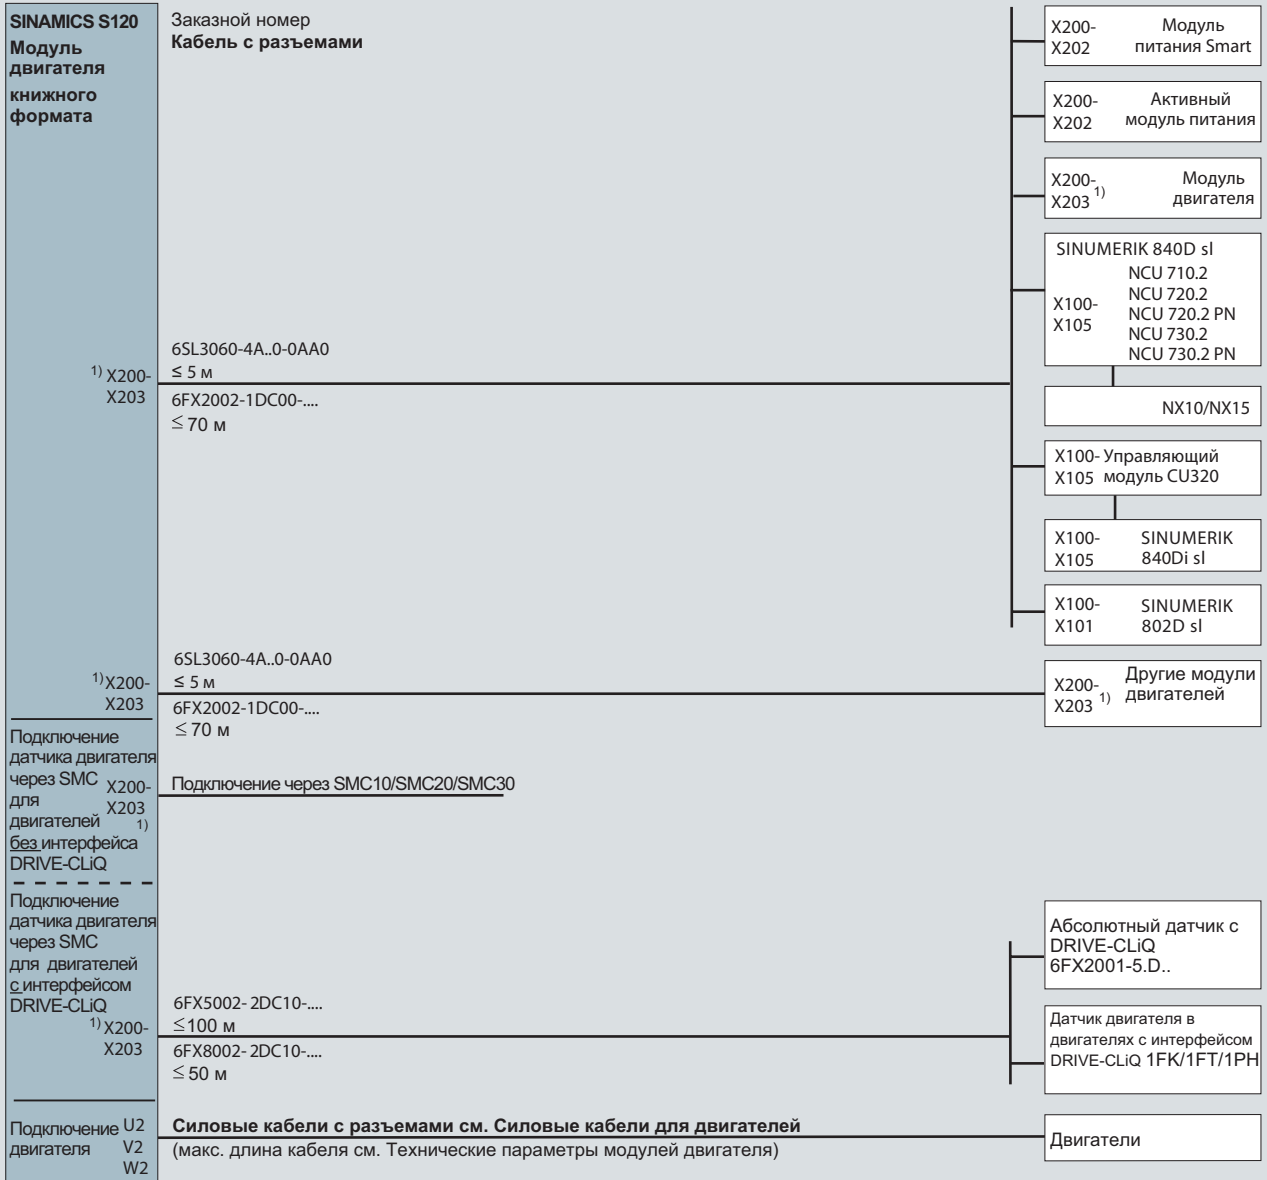 SINAMICS S120
Модуль
двигателя
книжного
формата
Заказной номер
Кабель с разъемами
X200-
X202
Модуль
питания Smart
X200-
X202
Активный
модуль питания
X200-
X203 1)
Модуль
двигателя
SINUMERIK 840D sl
X100-
X105
NCU 710.2
NCU 720.2
NCU 720.2 PN
NCU 730.2
NCU 730.2 PN
NX10/NX15
1) X200-
X203
6SL3060-4A..0-0AA0
≤ 5 м
6FX2002-1DC00-....
≤ 70 м
X100- Управляющий
X105 модуль CU320
X100-
X105
SINUMERIK
840Di sl
X100-
X101
SINUMERIK
802D sl
1) X200-
X203
6SL3060-4A..0-0AA0
≤ 5 м
6FX2002-1DC00-....
≤ 70 м
X200-
X203 1)
Другие модули
двигателей
Подключение
датчика двигателя
через SMC
для
двигателей
без интерфейса
DRIVE-CLiQ
X200-
X203
1)
Подключение через SMC10/SMC20/SMC30
Подключение
датчика двигателя
через SMC
для двигателей
с интерфейсом
DRIVE-CLiQ
1) X200-
X203
6FX5002-2DC10-....
≤100 м
6FX8002-2DC10-....
≤ 50 м
Абсолютный датчик с
DRIVE-CLiQ
6FX2001-5.D..
Датчик двигателя в
двигателях с интерфейсом
DRIVE-CLiQ 1FK/1FT/1PH
Подключение
двигателя
U2
V2
W2
Силовые кабели с разъемами см. Силовые кабели для двигателей
(макс. длина кабеля см. Технические параметры модулей двигателя)
Двигатели